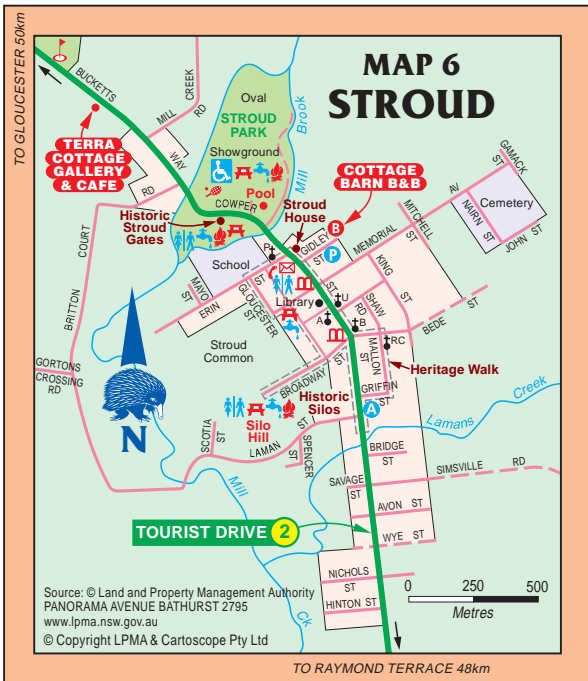 MAP 6
STROUD
TO GLOUCESTER 50km
BUCKETTS
WAY
MILL
CREEK
RD
Oval
STROUD
PARK
Showground
Brook
Mill
TERRA
COTTAGE
GALLERY
& CAFE
Pool
COWPER
RD
Historic
Stroud
Gates
Stroud
House
COTTAGE
BARN B&B
B
GAMACK
ST
Cemetery
NAIRN
ST
JOHN ST
AV
MITCHELL
ST
MEMORIAL
GIDLEY
ST
P
P
School
KING
ST
COURT
BRITTON
MAYO
ST
ERIN
ST
GLOUCESTER
ST
Library
U
A
B
SHAW
RD
BEDE
ST
RC
MALLON
ST
Heritage Walk
Stroud
Common
BROADWAY
ST
GORTONS
CROSSING
RD
Historic
Silos
GRIFFIN
ST
A
Lamans
Creek
Silo
Hill
N
SCOTIA
ST
LAMAN
ST
SPENCER
ST
BRIDGE
ST
SIMSVILLE
RD
SAVAGE
ST
AVON
ST
WYE ST
Mill
Ck
TOURIST DRIVE 2
NICHOLS
ST
HINTON ST
0
250
500
Metres
Source: © Land and Property Management Authority
PANORAMA AVENUE BATHURST 2795
www.lpma.nsw.gov.au
© Copyright LPMA & Cartoscope Pty Ltd
TO RAYMOND TERRACE 48km